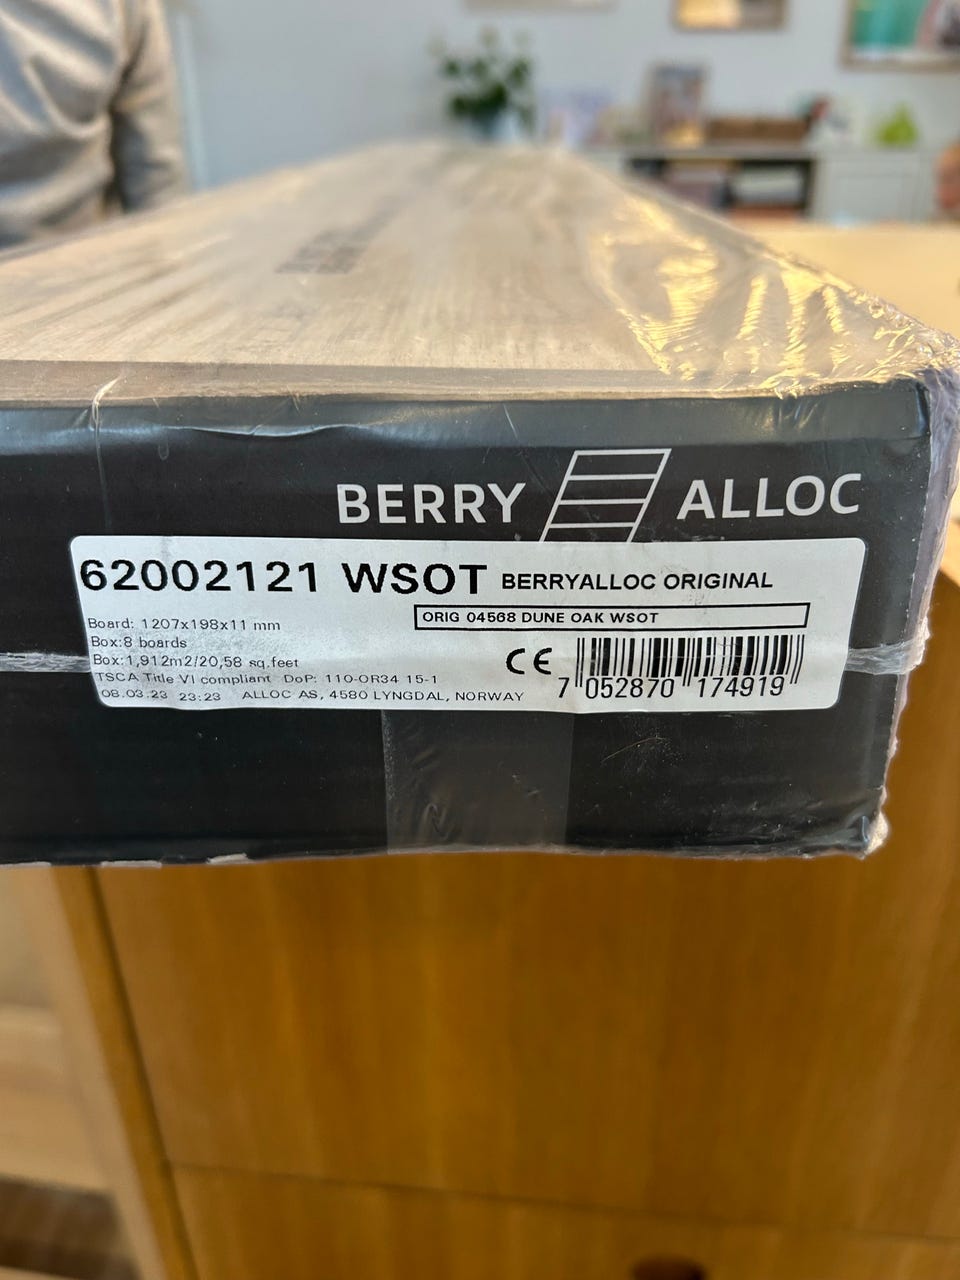 BERRY ALLOC
62002121 WSOT BERRYALLOC ORIGINAL
ORIG 04568 DUNE OAK WSOT
Board: 1207x198x11 mm
Box:8 boards
Box:1,912m2/20,58 sq.feet
TSCA Title VI compliant DoP: 110-OR34 15-1
08.03.23 23:23 ALLOC AS, 4580 LYNGDAL, NORWAY
CE
7 052870 174919